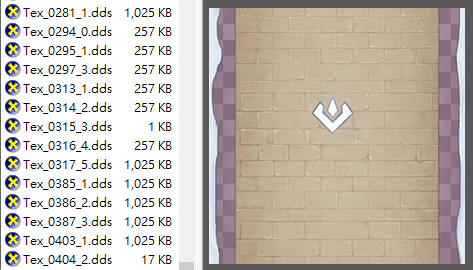 Tex_0281_1.dds 1,025 KB
Tex_0294_0.dds 257 KB
Tex_0295_1.dds 257 KB
Tex_0297_3.dds 257 KB
Tex_0313_1.dds 257 KB
Tex_0314_2.dds 257 KB
Tex_0315_3.dds 1 KB
Tex_0316_4.dds 257 KB
Tex_0317_5.dds 1,025 KB
Tex_0385_1.dds 1,025 KB
Tex_0386_2.dds 1,025 KB
Tex_0387_3.dds 1,025 KB
Tex_0403_1.dds 1,025 KB
Tex_0404_2.dds 17 KB